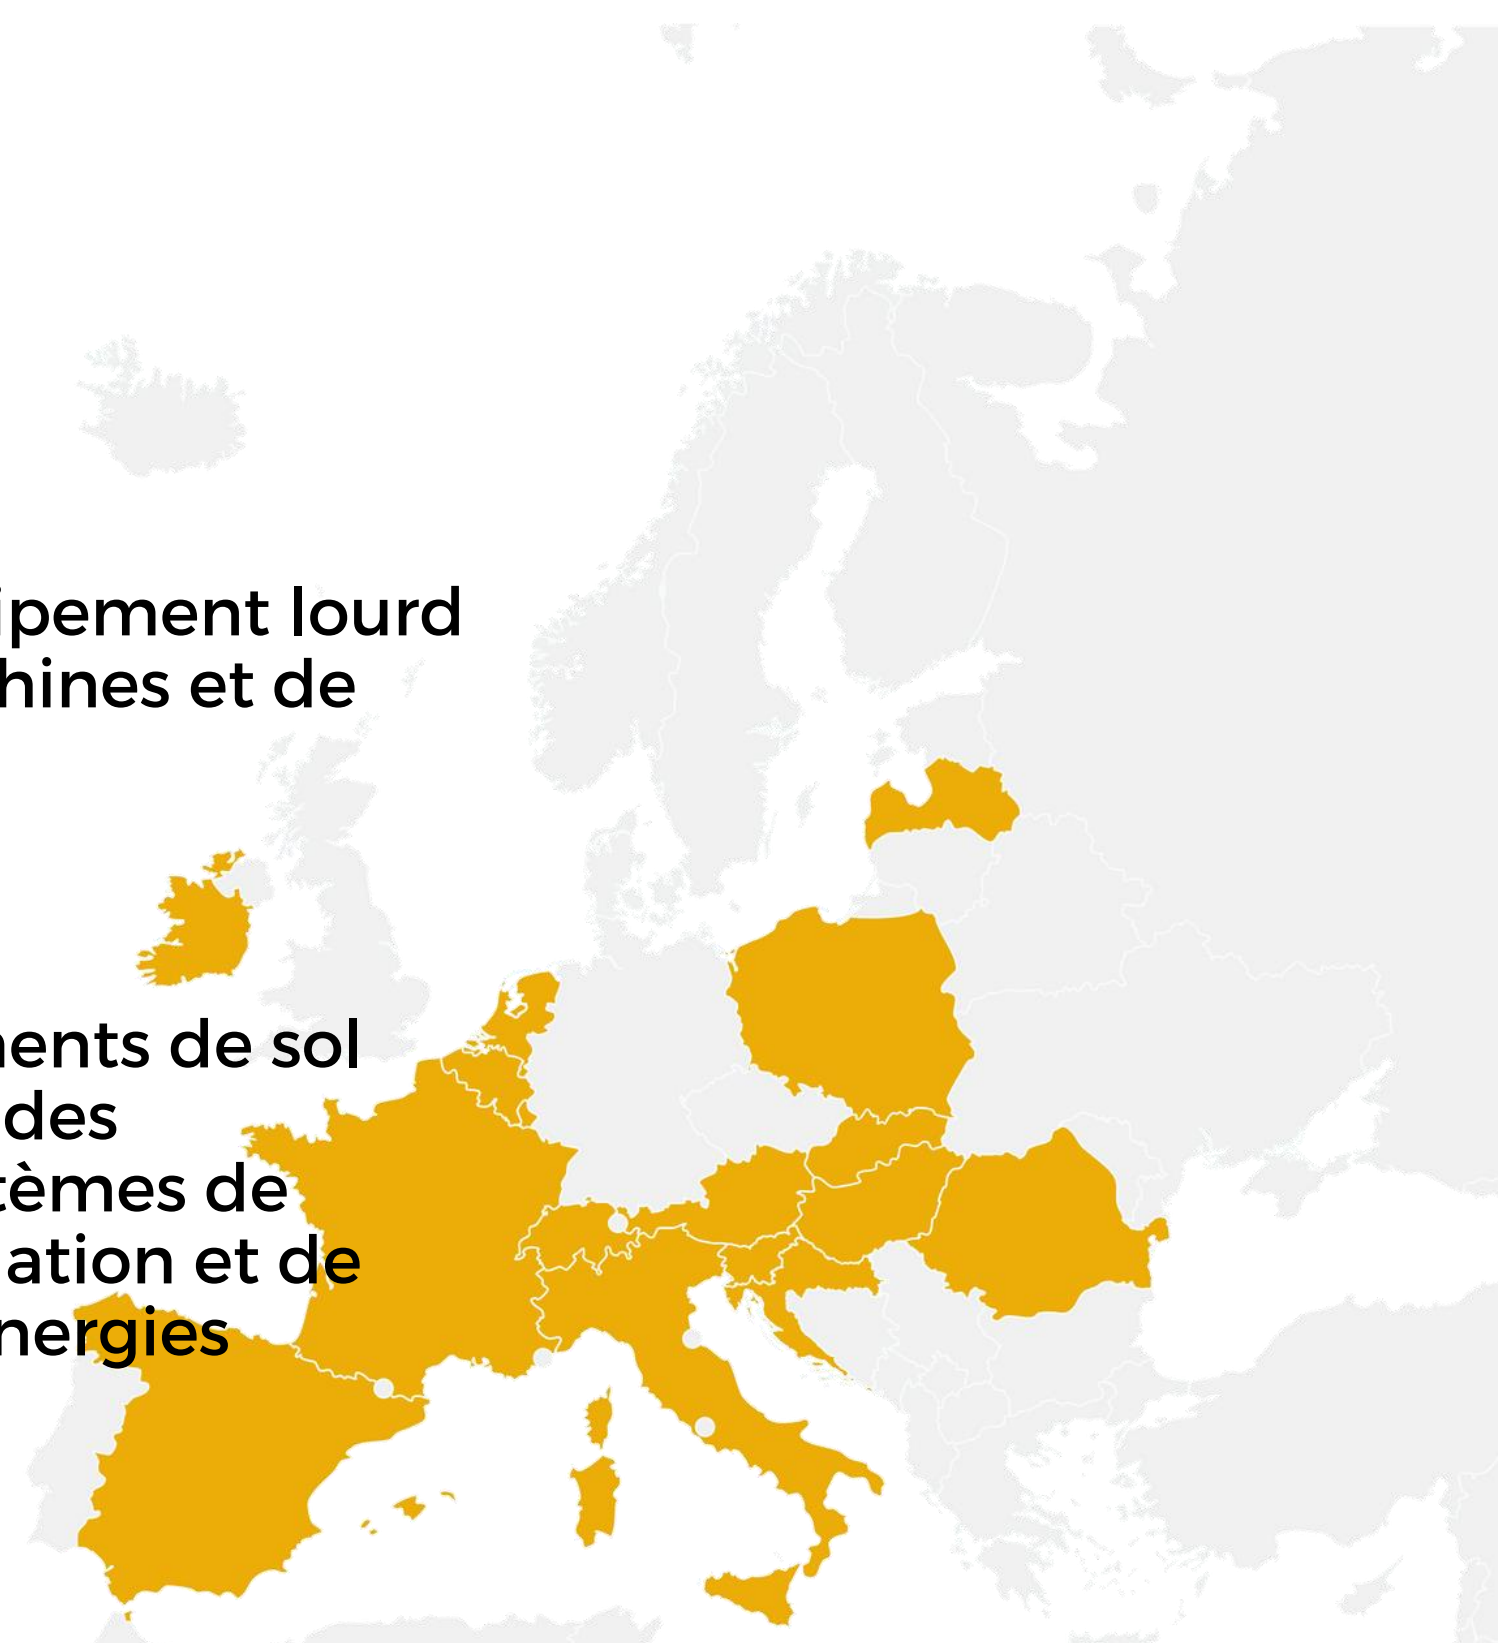 ipement lourd
hines et de
nents de sol
des
tèmes de
ation et de
nergies